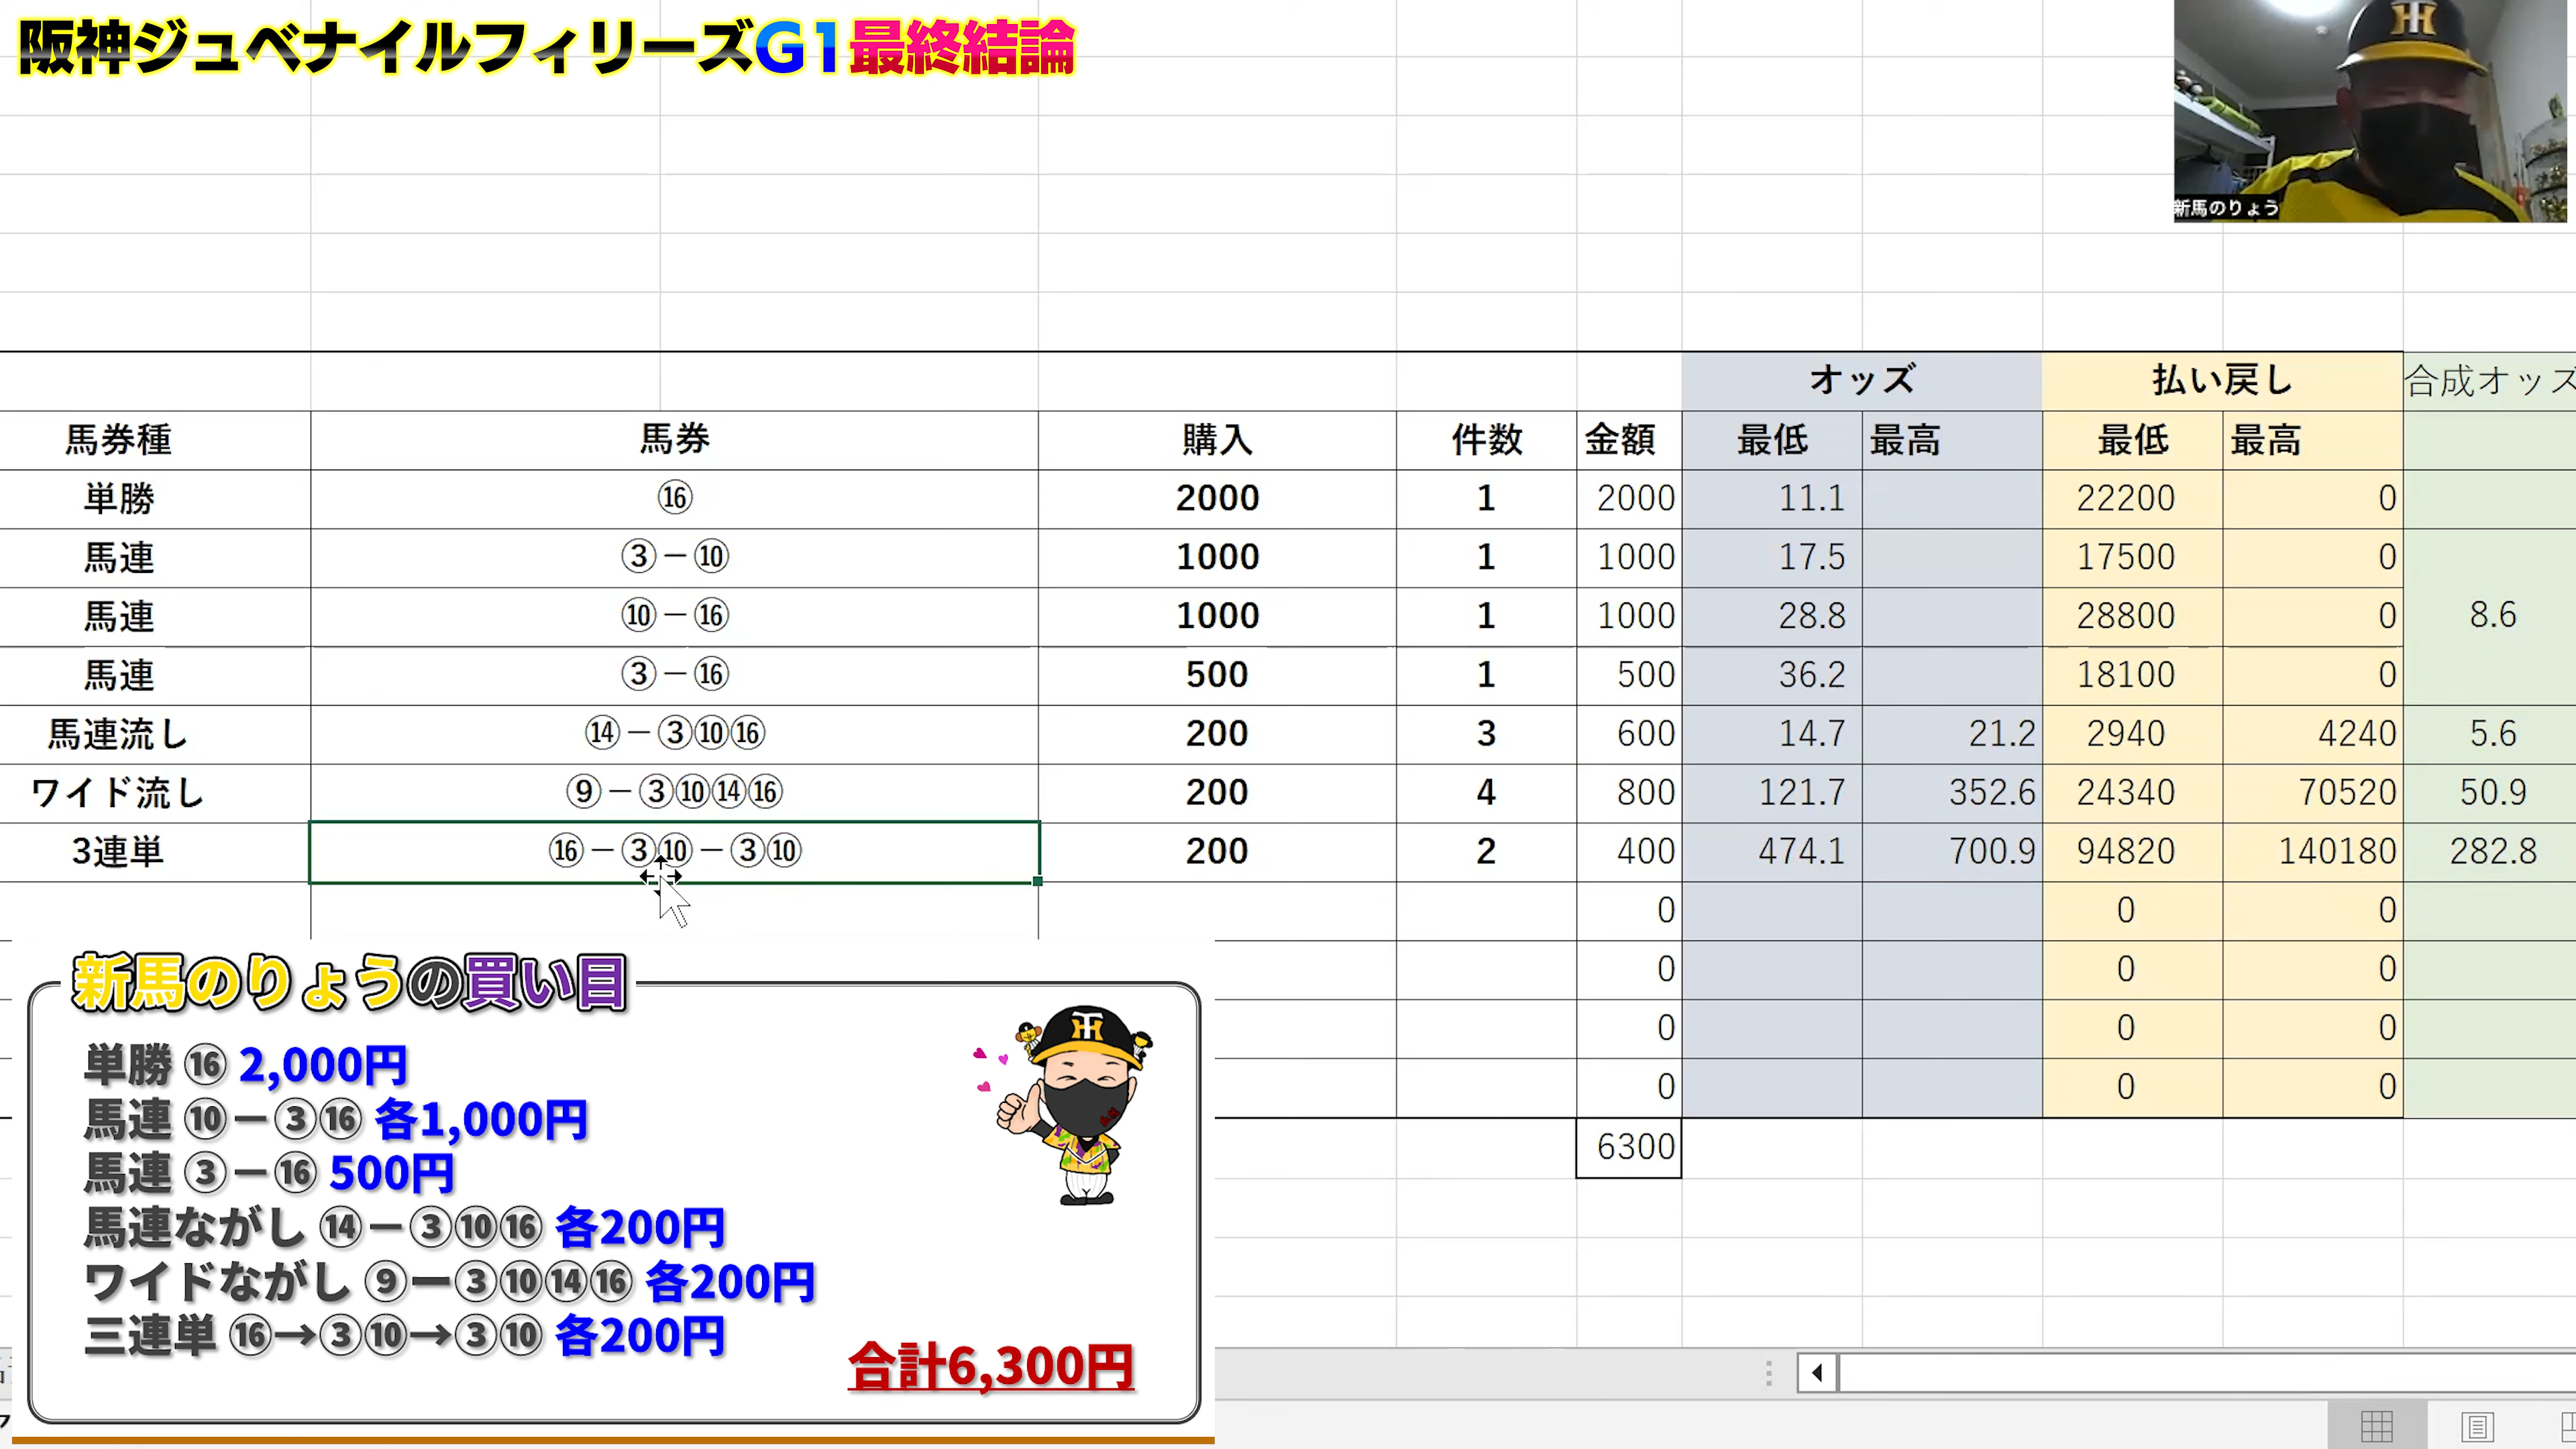 阪神ジュベナイルフィリーズG1最終結論
新馬のりょう
オッズ 払い戻し 合成オッズ
馬券種 馬券 購入 件数 金額 最低 最高 最低 最高
単勝 ⑯ 2000 1 2000 11.1 22200 0
馬連 ③－⑩ 1000 1 1000 17.5 17500 0
馬連 ⑩－⑯ 1000 1 1000 28.8 28800 0 8.6
馬連 ③－⑯ 500 1 500 36.2 18100 0
馬連流し ⑭－③⑩⑯ 200 3 600 14.7 21.2 2940 4240 5.6
ワイド流し ⑨－③⑩⑭⑯ 200 4 800 121.7 352.6 24340 70520 50.9
3連単 ⑯－③⑩－③⑩ 200 2 400 474.1 700.9 94820 140180 282.8
0 0 0
0 0 0
0 0 0
0 0 0
6300
新馬のりょうの買い目
単勝 ⑯ 2,000円
馬連 ⑩－③⑯ 各1,000円
馬連 ③－⑯ 500円
馬連ながし ⑭－③⑩⑯ 各200円
ワイドながし ⑨－③⑩⑭⑯ 各200円
三連単 ⑯→③⑩→③⑩ 各200円
合計6,300円